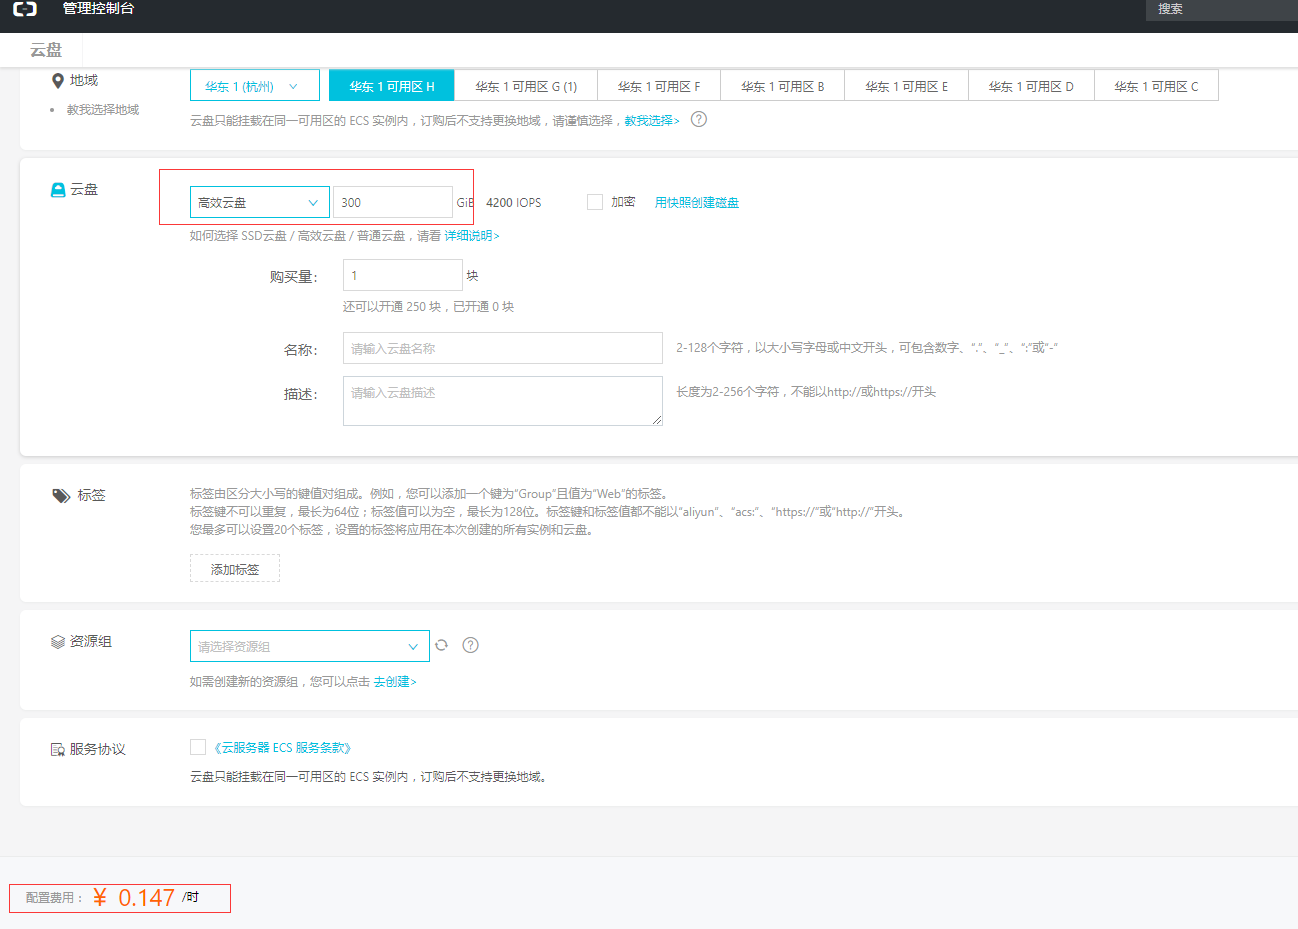 管理控制台
搜索
云盘
地域
教我选择地域
华东 1 (杭州)
华东 1 可用区 H
华东 1 可用区 G (1)
华东 1 可用区 F
华东 1 可用区 B
华东 1 可用区 E
华东 1 可用区 D
华东 1 可用区 C
云盘只能挂载在同一可用区的 ECS 实例内，订购后不支持更换地域，请谨慎选择，教我选择>
云盘
高效云盘
300
GiB
4200 IOPS
加密
用快照创建磁盘
如何选择 SSD云盘 / 高效云盘 / 普通云盘，请看 详细说明>
购买量：
1
块
还可以开通 250 块，已开通 0 块
名称：
请输入云盘名称
2-128个字符，以大小写字母或中文开头，可包含数字、“.”、“_”、“:”或“-”
描述：
请输入云盘描述
长度为2-256个字符，不能以http://或https://开头
标签
标签由区分大小写的键值对组成。例如，您可以添加一个键为“Group”且值为“Web”的标签。
标签键不可以重复，最长为64位；标签值可以为空，最长为128位。标签键和标签值都不能以“aliyun”、“acs:”、“https://”或“http://”开头。
您最多可以设置20个标签，设置的标签将应用在本次创建的所有实例和云盘。
添加标签
资源组
请选择资源组
如需创建新的资源组，您可以点击 去创建>
服务协议
《云服务器 ECS 服务条款》
云盘只能挂载在同一可用区的 ECS 实例内，订购后不支持更换地域。
配置费用： ¥ 0.147 /时